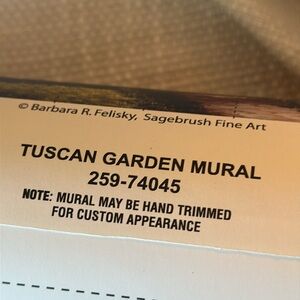 © Barbara R. Felisky, Sagebrush Fine Art
TUSCAN GARDEN MURAL
259-74045
NOTE: MURAL MAY BE HAND TRIMMED
FOR CUSTOM APPEARANCE